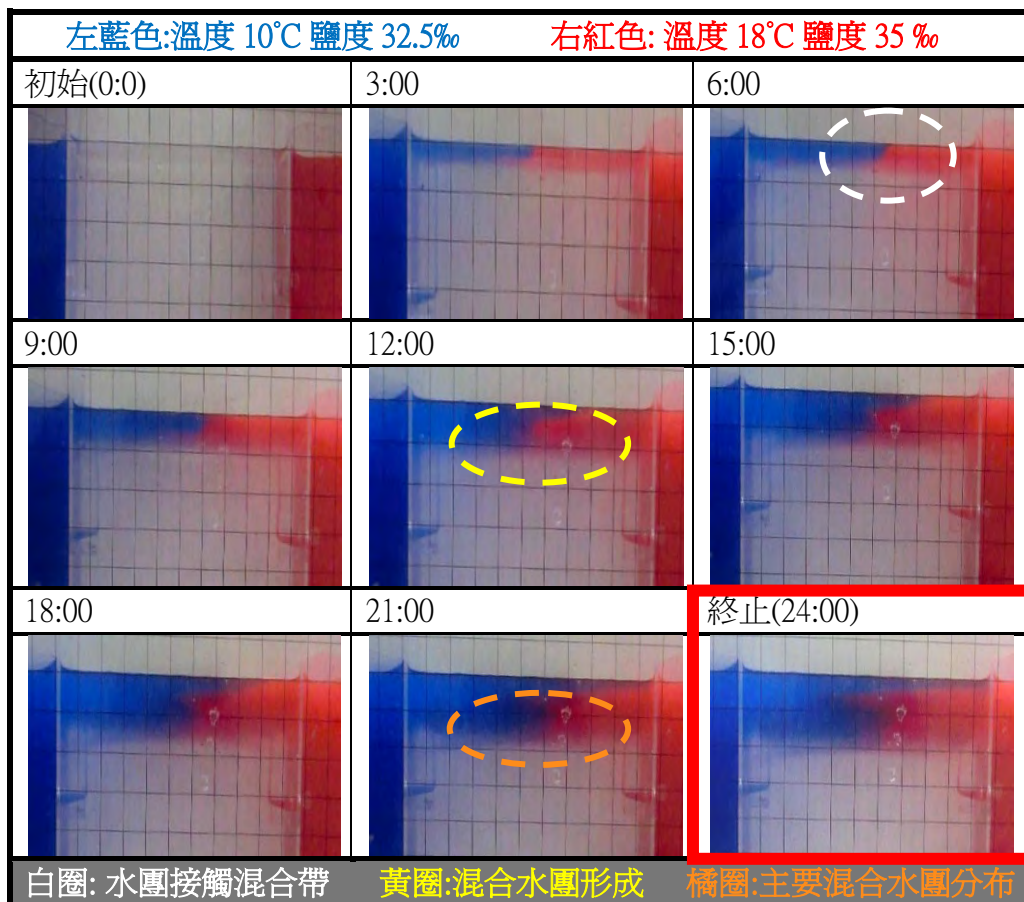 左藍色:溫度 10℃ 鹽度 32.5‰ 右紅色: 溫度 18℃ 鹽度 35 ‰
初始(0:0) 3:00 6:00
9:00 12:00 15:00
18:00 21:00 終止(24:00)
白圈: 水團接觸混合帶 黃圈:混合水團形成 橘圈:主要混合水團分布